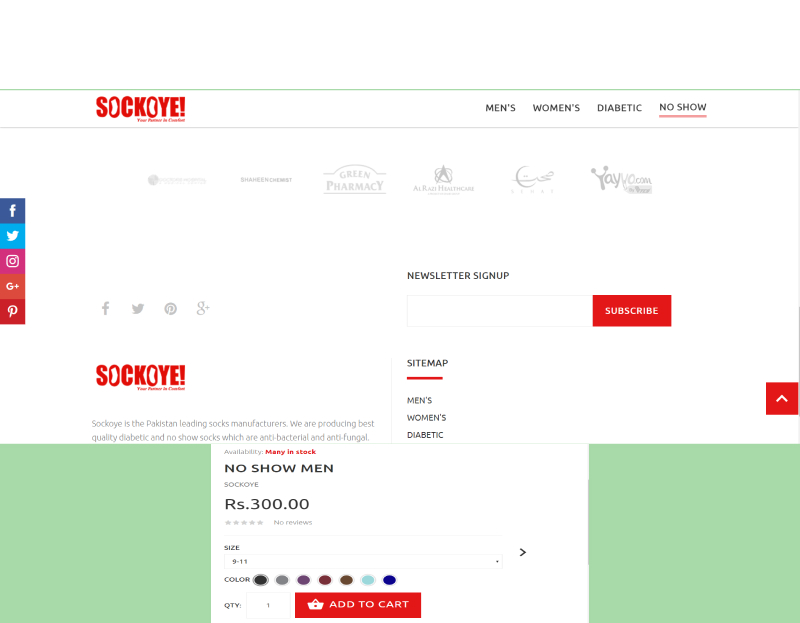 SOCKOYE!
Your Partner in Comfort
MEN'S WOMEN'S DIABETIC NO SHOW
SHAHEEN CHEMIST
GREEN
PHARMACY
AL RAZI HEALTHCARE
صحت
Yayvo.com
NEWSLETTER SIGNUP
SUBSCRIBE
SOCKOYE!
Your Partner in Comfort
Sockoye is the Pakistan leading socks manufacturers. We are producing best
quality diabetic and no show socks which are anti-bacterial and anti-fungal.
SITEMAP
MEN'S
WOMEN'S
DIABETIC
Availability: Many in stock
NO SHOW MEN
SOCKOYE
Rs.300.00
No reviews
SIZE
9-11
COLOR
QTY: 1 ADD TO CART